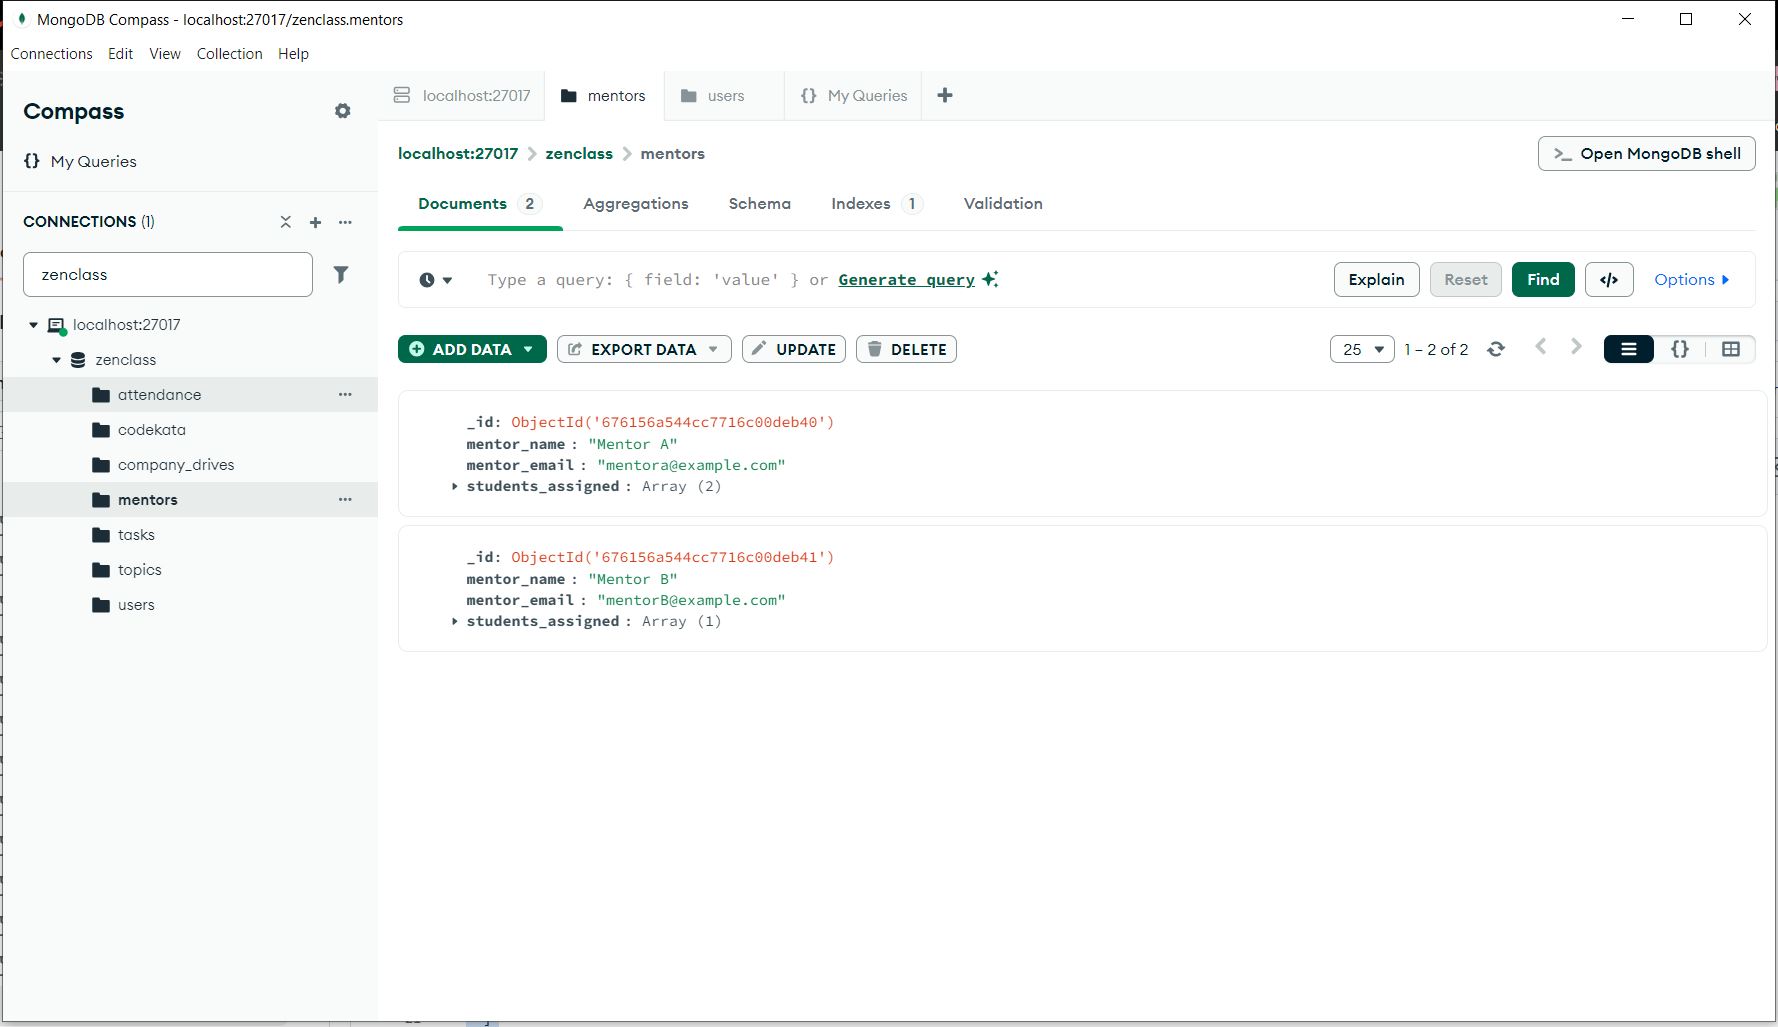 MongoDB Compass - localhost:27017/zenclass.mentors
Connections Edit View Collection Help
Compass
{} My Queries
CONNECTIONS (1)
zenclass
localhost:27017
zenclass
attendance
codekata
company_drives
mentors
tasks
topics
users
localhost:27017 mentors users {} My Queries
localhost:27017 > zenclass > mentors
>_ Open MongoDB shell
Documents 2 Aggregations Schema Indexes 1 Validation
Type a query: { field: 'value' } or Generate query
Explain Reset Find </> Options
ADD DATA EXPORT DATA UPDATE DELETE
25 1 – 2 of 2 {}
_id: ObjectId('676156a544cc7716c00deb40')
mentor_name : "Mentor A"
mentor_email : "mentora@example.com"
students_assigned : Array (2)
_id: ObjectId('676156a544cc7716c00deb41')
mentor_name : "Mentor B"
mentor_email : "mentorB@example.com"
students_assigned : Array (1)